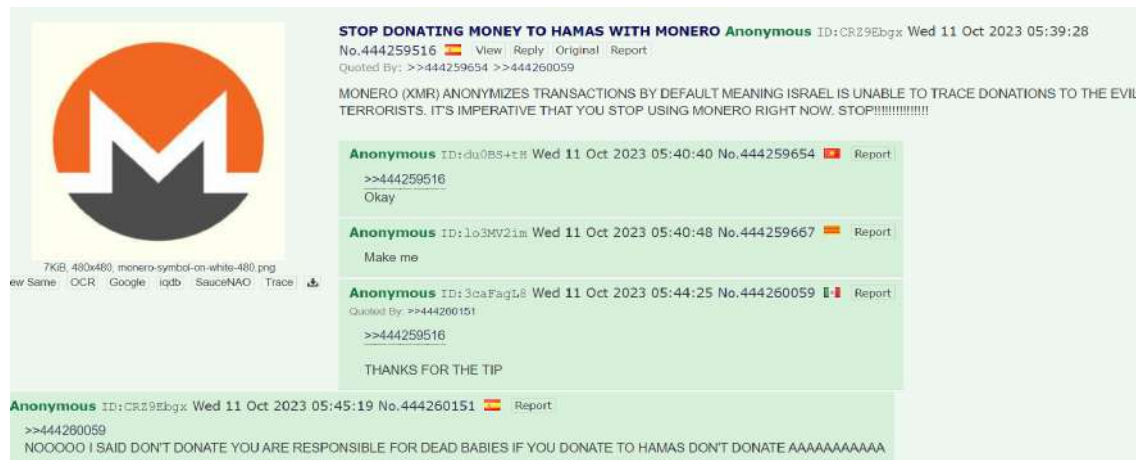 STOP DONATING MONEY TO HAMAS WITH MONERO Anonymous ID:CRZ9Ebgx Wed 11 Oct 2023 05:39:28
No.444259516 View Reply Original Report
Quoted By: >>444259654 >>444260059
MONERO (XMR) ANONYMIZES TRANSACTIONS BY DEFAULT MEANING ISRAEL IS UNABLE TO TRACE DONATIONS TO THE EVIL
TERRORISTS. IT'S IMPERATIVE THAT YOU STOP USING MONERO RIGHT NOW. STOP!!!!!!!!!!!!!!!!
7KiB, 480x480, monero-symbol-on-white-480.png
ew Same OCR Google iqdb SauceNAO Trace
Anonymous ID:du0BS+tH Wed 11 Oct 2023 05:40:40 No.444259654 Report
>>444259516
Okay
Anonymous ID:lo3MV2im Wed 11 Oct 2023 05:40:48 No.444259667 Report
Make me
Anonymous ID:3caFagL8 Wed 11 Oct 2023 05:44:25 No.444260059 Report
Quoted By: >>444260151
>>444259516
THANKS FOR THE TIP
Anonymous ID:CRZ9Ebgx Wed 11 Oct 2023 05:45:19 No.444260151 Report
>>444260059
NOOOOO I SAID DON'T DONATE YOU ARE RESPONSIBLE FOR DEAD BABIES IF YOU DONATE TO HAMAS DON'T DONATE AAAAAAAAAAA